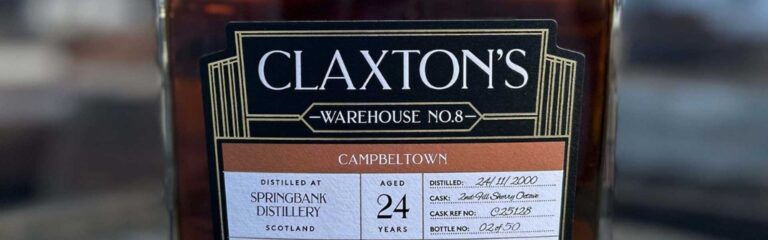 CLAXTON'S
WAREHOUSE NO.8
CAMPBELTOWN
DISTILLED AT
SPRINGBANK
DISTILLERY
SCOTLAND
AGED
24
YEARS
DISTILLED: 24/11/2000
CASK: 2nd-Fill Sherry Octave
CASK REF NO: C25128
BOTTLE NO: 02 of 50